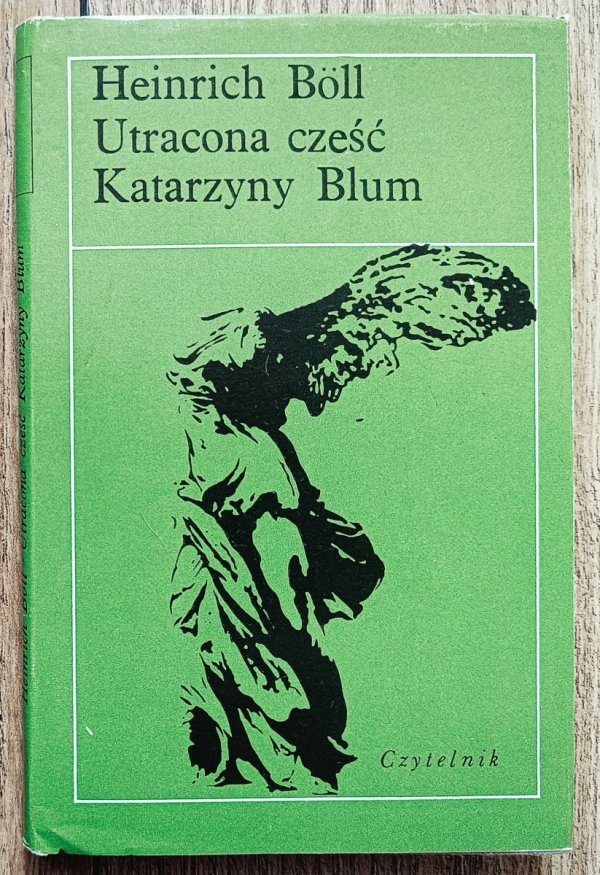 Heinrich Böll
Utracona cześć
Katarzyny Blum
Czytelnik
Heinrich Böll Utracona cześć Katarzyny Blum